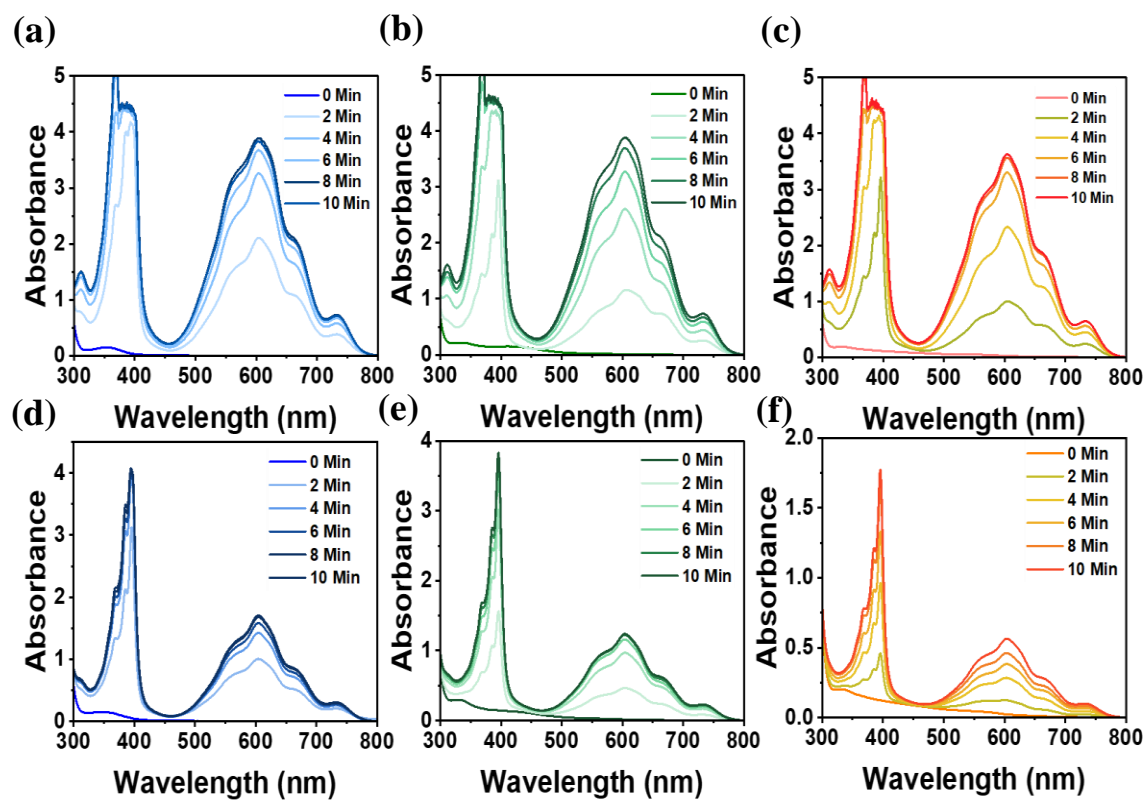 (a)
(b)
(c)
Absorbance
5
4
3
2
1
0
300 400 500 600 700 800
Wavelength (nm)
0 Min
2 Min
4 Min
6 Min
8 Min
10 Min
Absorbance
5
4
3
2
1
0
300 400 500 600 700 800
Wavelength (nm)
0 Min
2 Min
4 Min
6 Min
8 Min
10 Min
Absorbance
5
4
3
2
1
0
300 400 500 600 700 800
Wavelength (nm)
0 Min
2 Min
4 Min
6 Min
8 Min
10 Min
(d)
(e)
(f)
Absorbance
4
3
2
1
0
300 400 500 600 700 800
Wavelength (nm)
0 Min
2 Min
4 Min
6 Min
8 Min
10 Min
Absorbance
4
3
2
1
0
300 400 500 600 700 800
Wavelength (nm)
0 Min
2 Min
4 Min
6 Min
8 Min
10 Min
Absorbance
2.0
1.5
1.0
0.5
0.0
300 400 500 600 700 800
Wavelength (nm)
0 Min
2 Min
4 Min
6 Min
8 Min
10 Min